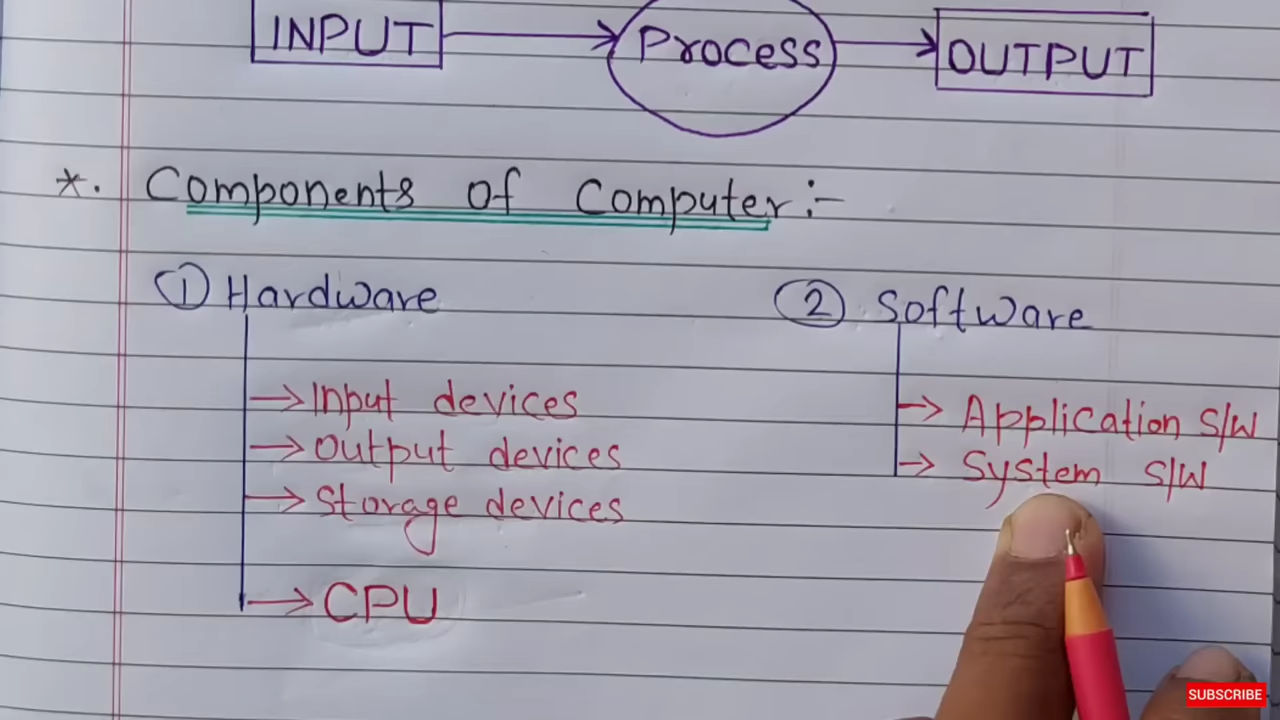 INPUT Process OUTPUT
*. Components of Computer:-
① Hardware
→ Input devices
→ Output devices
→ Storage devices
→ CPU
② Software
→ Application S/W
→ System S/W
SUBSCRIBE